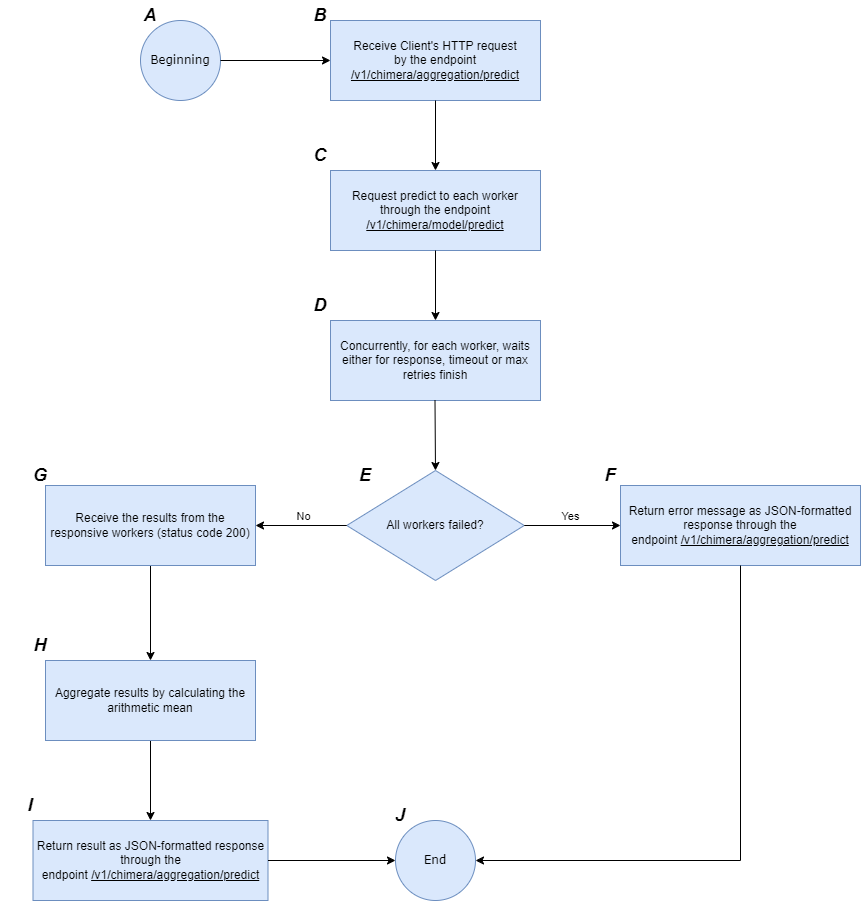 A
Beginning
B
Receive Client's HTTP request
by the endpoint
/v1/chimera/aggregation/predict
C
Request predict to each worker
through the endpoint
/v1/chimera/model/predict
D
Concurrently, for each worker, waits
either for response, timeout or max
retries finish
E
All workers failed?
No
Yes
F
Return error message as JSON-formatted
response through the
endpoint /v1/chimera/aggregation/predict
G
Receive the results from the
responsive workers (status code 200)
H
Aggregate results by calculating the
arithmetic mean
I
Return result as JSON-formatted response
through the
endpoint /v1/chimera/aggregation/predict
J
End